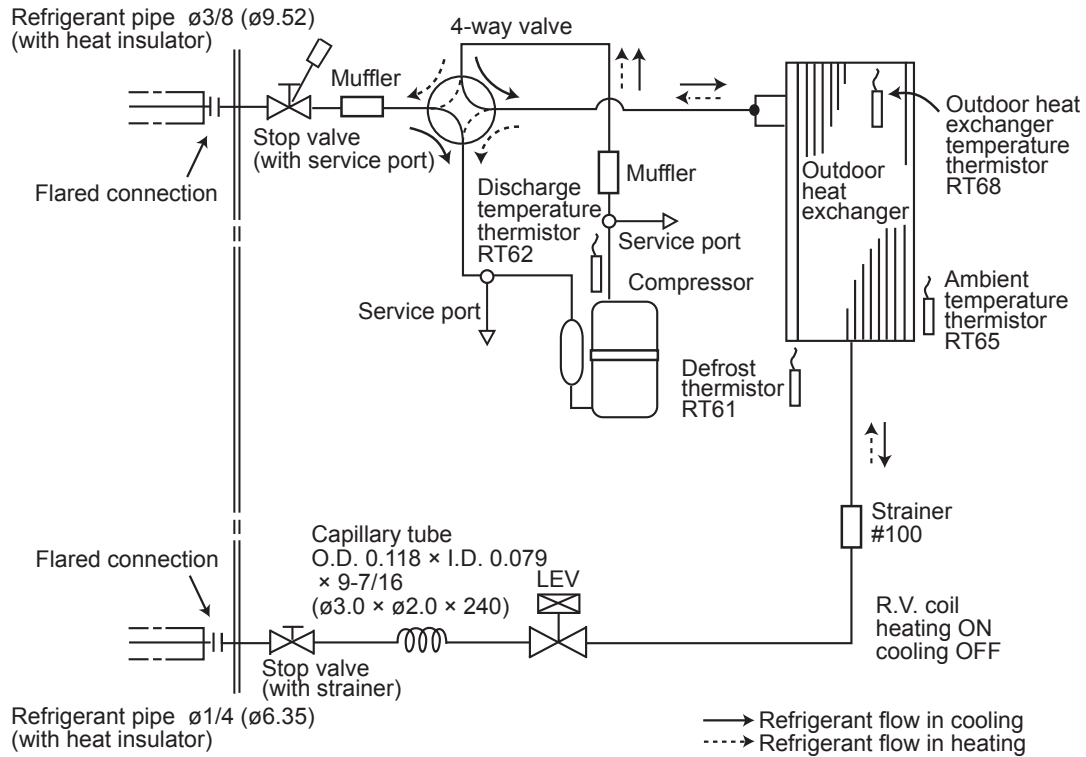 Refrigerant pipe ø3/8 (ø9.52)
(with heat insulator)
4-way valve
Muffler
Stop valve
(with service port)
Flared connection
Outdoor heat
exchanger
temperature
thermistor
RT68
Outdoor
heat
exchanger
Muffler
Discharge
temperature
thermistor
RT62
Service port
Compressor
Service port
Ambient
temperature
thermistor
RT65
Defrost
thermistor
RT61
Strainer
#100
Capillary tube
O.D. 0.118 × I.D. 0.079
× 9-7/16
(ø3.0 × ø2.0 × 240)
LEV
Flared connection
R.V. coil
heating ON
cooling OFF
Stop valve
(with strainer)
Refrigerant pipe ø1/4 (ø6.35)
(with heat insulator)
Refrigerant flow in cooling
Refrigerant flow in heating